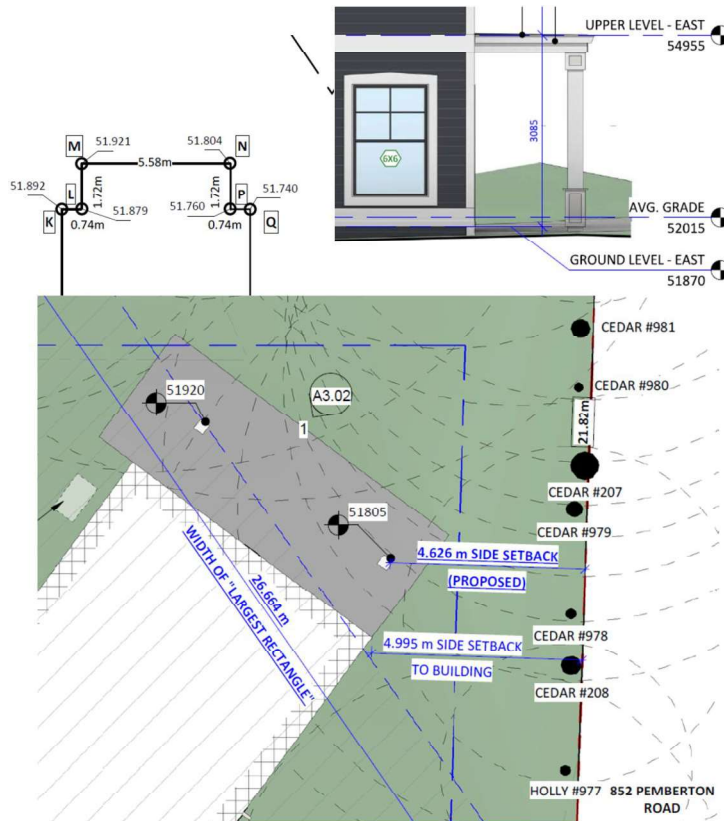 UPPER LEVEL - EAST
54955
3085
6X6
AVG. GRADE
52015
GROUND LEVEL - EAST
51870
51.921
51.804
M
5.58m
N
51.892
L
1.72m
1.72m
P
51.740
K
51.879
51.760
Q
0.74m
0.74m
CEDAR #981
51920
A3.02
1
CEDAR #980
21.82m
CEDAR #207
51805
CEDAR #979
4.626 m SIDE SETBACK
(PROPOSED)
26.664 m
WIDTH OF "LARGEST RECTANGLE"
CEDAR #978
4.995 m SIDE SETBACK
TO BUILDING
CEDAR #208
HOLLY #977
852 PEMBERTON
ROAD